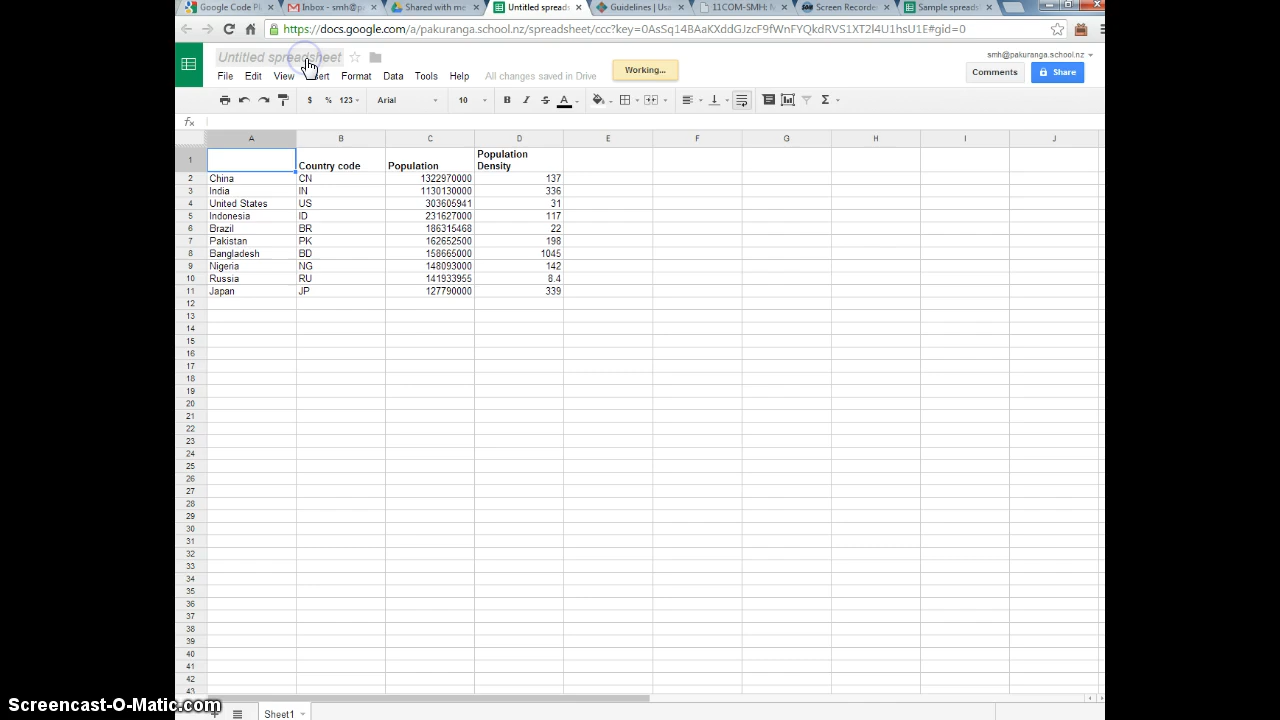 Google Code Pl
Inbox - smh@p
Shared with me
Untitled spreads
Guidelines | Usa
11COM-SMH: M
Screen Recorde
Sample spreads
https://docs.google.com/a/pakuranga.school.nz/spreadsheet/ccc?key=0AsSq14BAaKXddGJzcF9fWnFYQkdRVS1XT2l4U1hsU1E#gid=0
Untitled spreadsheet
smh@pakuranga.school.nz
File Edit View Insert Format Data Tools Help All changes saved in Drive
Working...
Comments Share
$ % 123 Arial 10 B I S A Σ
fx
A B C D E F G H I J
1 Country code Population Population
Density
2 China CN 1322970000 137
3 India IN 1130130000 336
4 United States US 303605941 31
5 Indonesia ID 231627000 117
6 Brazil BR 186315468 22
7 Pakistan PK 162652500 198
8 Bangladesh BD 158665000 1045
9 Nigeria NG 148093000 142
10 Russia RU 141933955 8.4
11 Japan JP 127790000 339
12
13
14
15
16
17
18
19
20
21
22
23
24
25
26
27
28
29
30
31
32
33
34
35
36
37
38
39
40
41
42
43
Screencast-O-Matic.com
Sheet1